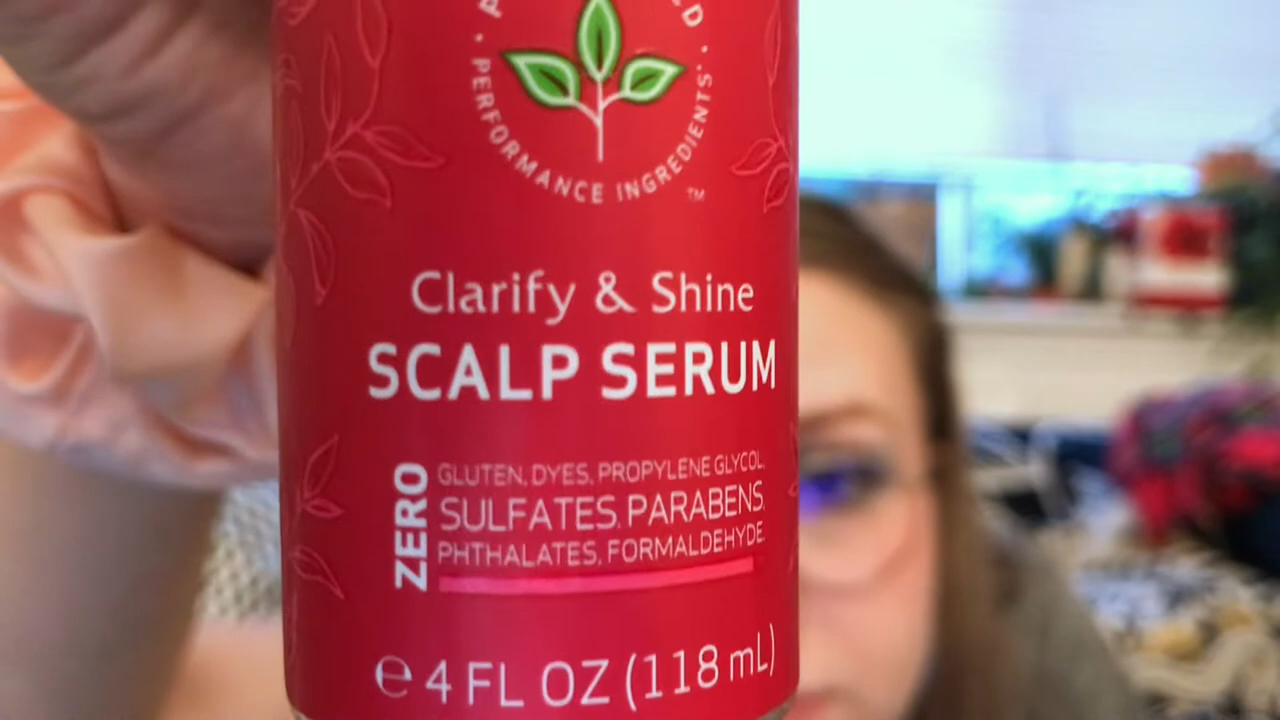 · PERFORMANCE INGREDIENTS ·
TM
Clarify & Shine
SCALP SERUM
ZERO
GLUTEN, DYES, PROPYLENE GLYCOL,
SULFATES, PARABENS,
PHTHALATES, FORMALDEHYDE
℮ 4 FL OZ (118 mL)